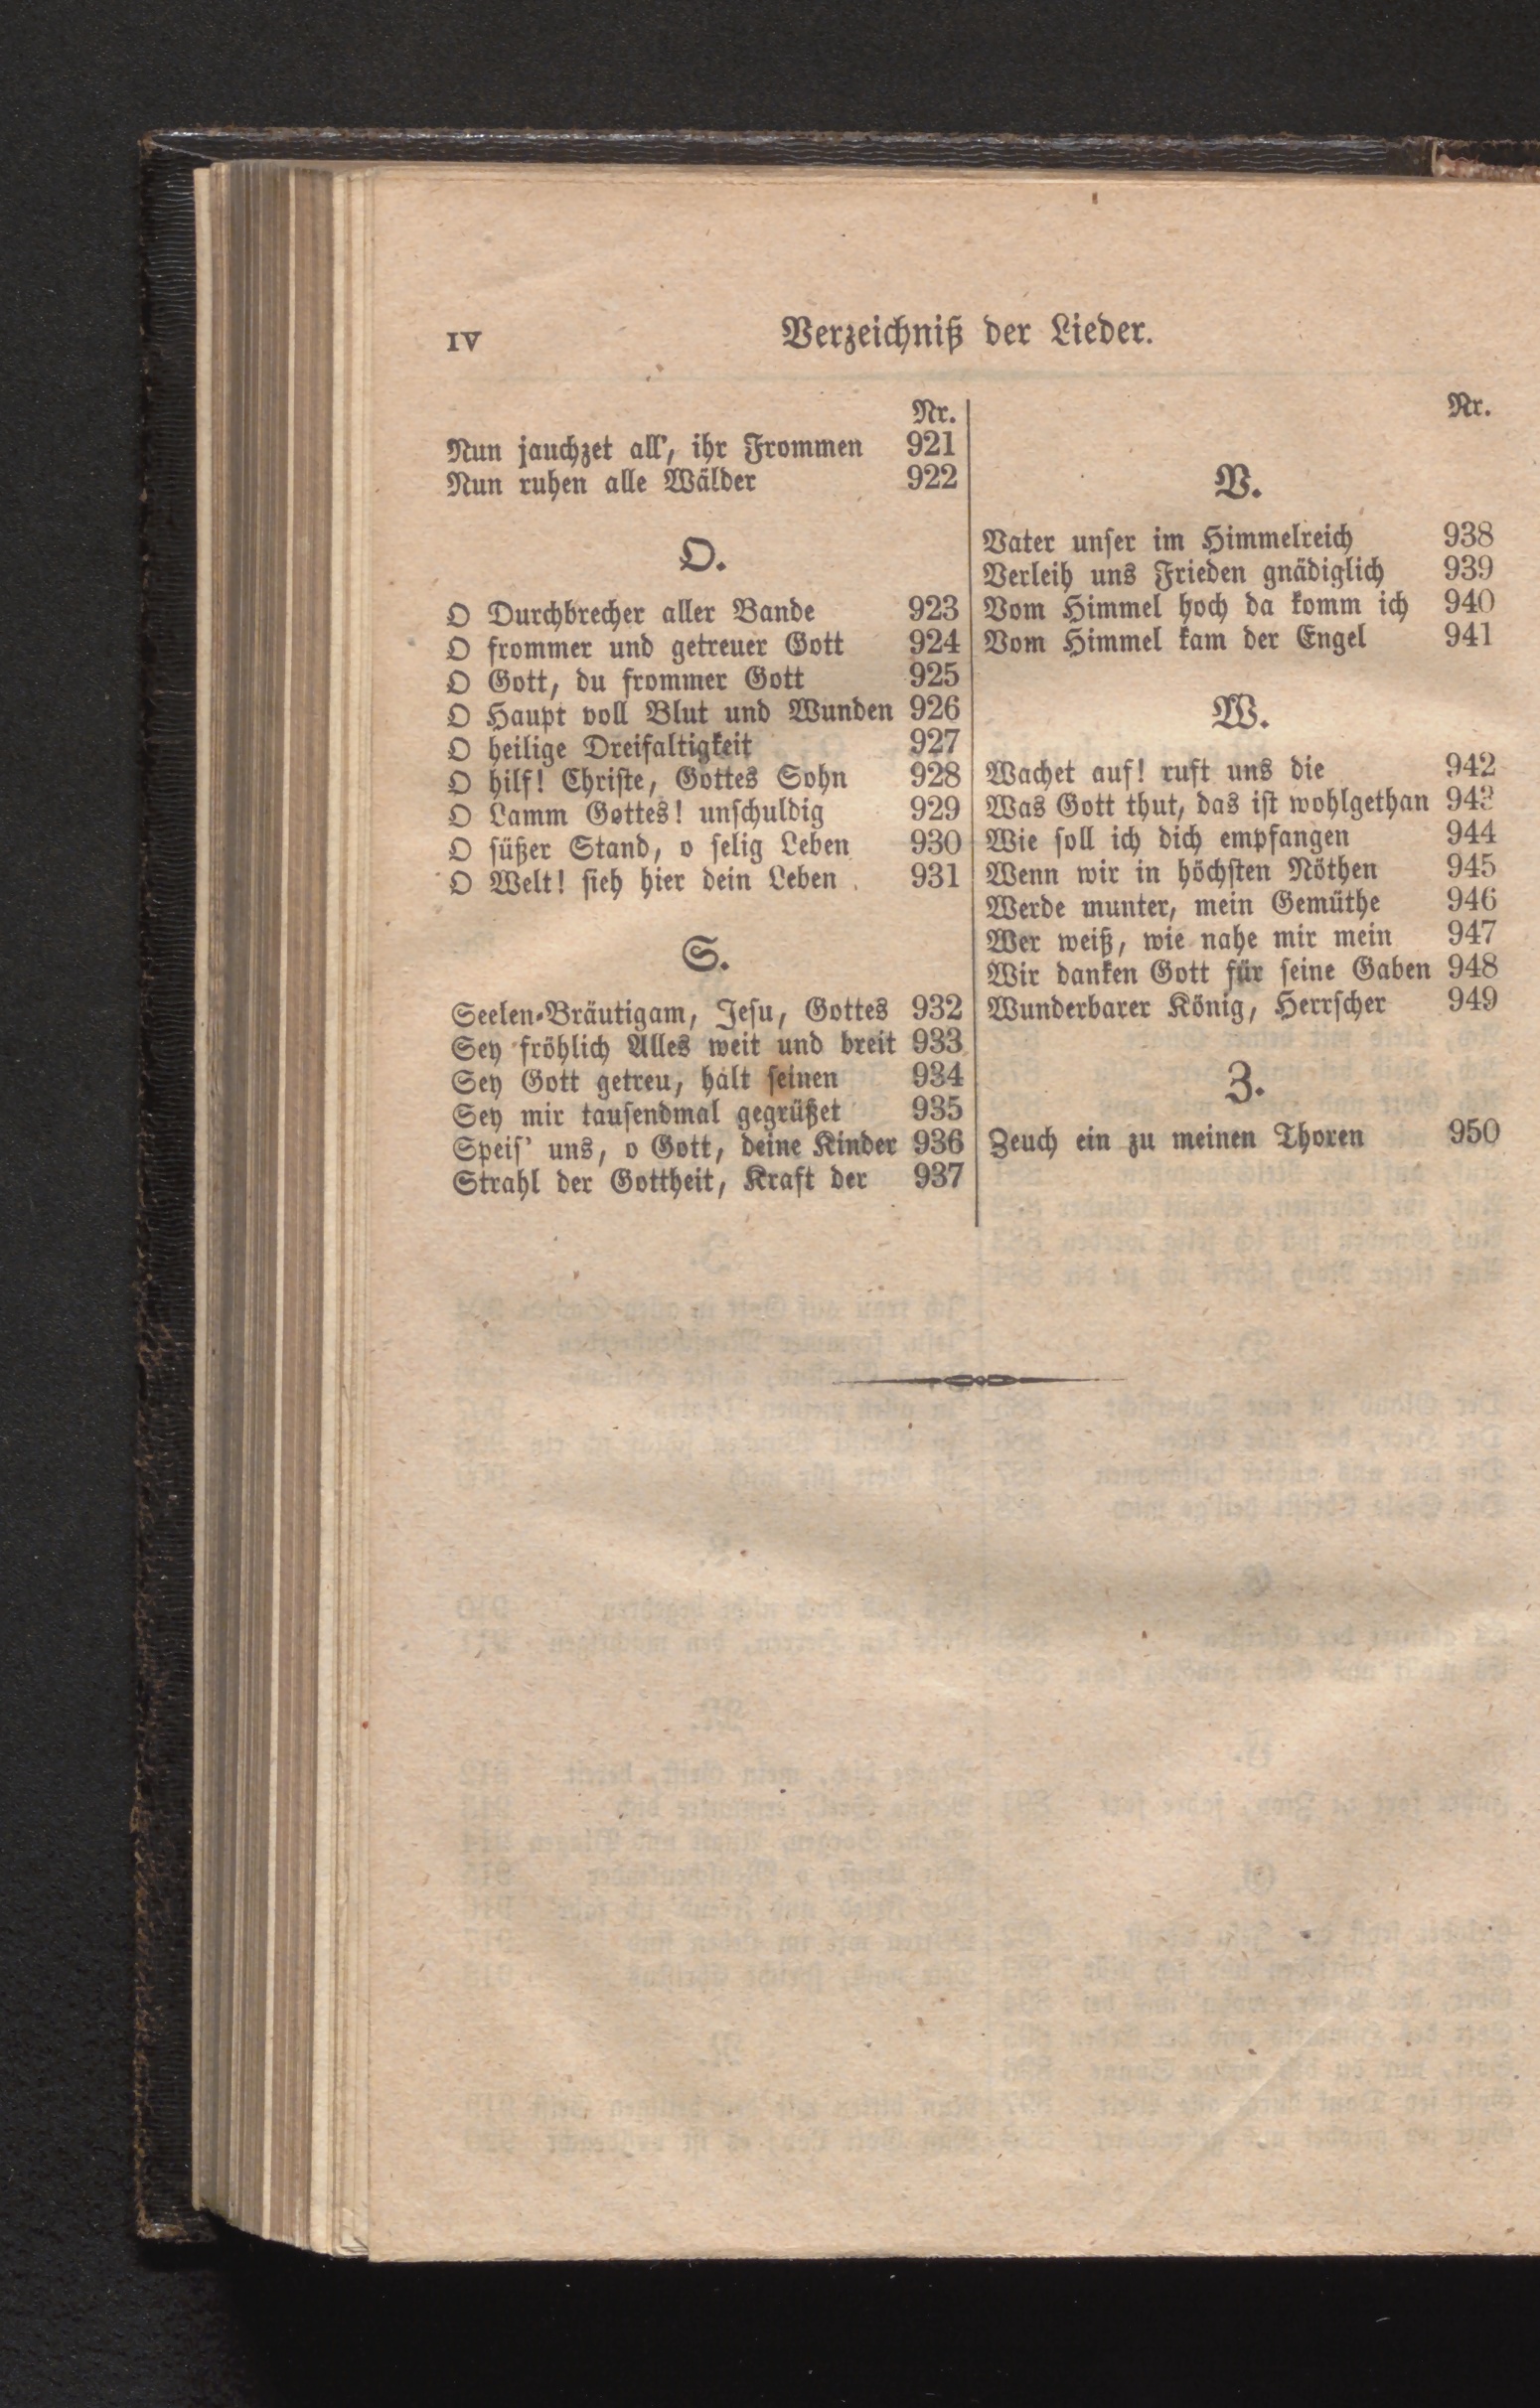 IV Verzeichniß der Lieder.
Nr.
Nun jauchzet all', ihr Frommen 921
Nun ruhen alle Wälder 922
O.
O Durchbrecher aller Bande 923
O frommer und getreuer Gott 924
O Gott, du frommer Gott 925
O Haupt voll Blut und Wunden 926
O heilige Dreifaltigkeit 927
O hilf! Christe, Gottes Sohn 928
O Lamm Gottes! unschuldig 929
O süßer Stand, o selig Leben 930
O Welt! sieh hier dein Leben 931
S.
Seelen-Bräutigam, Jesu, Gottes 932
Sey fröhlich Alles weit und breit 933
Sey Gott getreu, halt seinen 934
Sey mir tausendmal gegrüßet 935
Speis' uns, o Gott, deine Kinder 936
Strahl der Gottheit, Kraft der 937
Nr.
V.
Vater unser im Himmelreich 938
Verleih uns Frieden gnädiglich 939
Vom Himmel hoch da komm ich 940
Vom Himmel kam der Engel 941
W.
Wachet auf! ruft uns die 942
Was Gott thut, das ist wohlgethan 943
Wie soll ich dich empfangen 944
Wenn wir in höchsten Nöthen 945
Werde munter, mein Gemüthe 946
Wer weiß, wie nahe mir mein 947
Wir danken Gott für seine Gaben 948
Wunderbarer König, Herrscher 949
Z.
Zeuch ein zu meinen Thoren 950